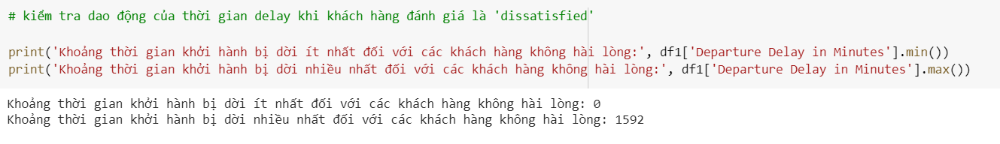 # kiểm tra dao động của thời gian delay khi khách hàng đánh giá là 'dissatisfied'
print('Khoảng thời gian khởi hành bị dời ít nhất đối với các khách hàng không hài lòng:', df1['Departure Delay in Minutes'].min())
print('Khoảng thời gian khởi hành bị dời nhiều nhất đối với các khách hàng không hài lòng:', df1['Departure Delay in Minutes'].max())
Khoảng thời gian khởi hành bị dời ít nhất đối với các khách hàng không hài lòng: 0
Khoảng thời gian khởi hành bị dời nhiều nhất đối với các khách hàng không hài lòng: 1592